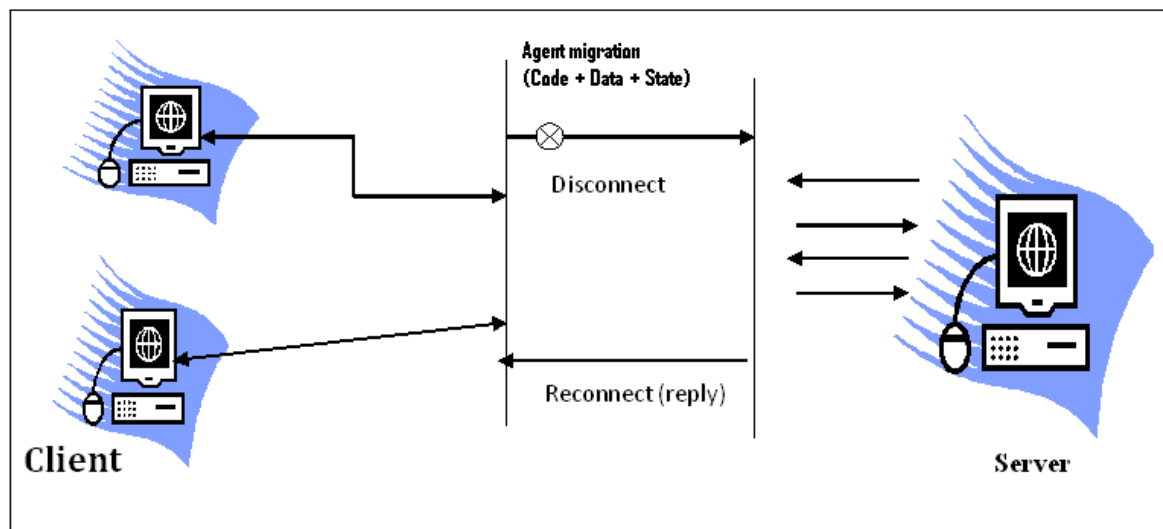 Agent migration
(Code + Data + State)
Disconnect
Reconnect (reply)
Client
Server